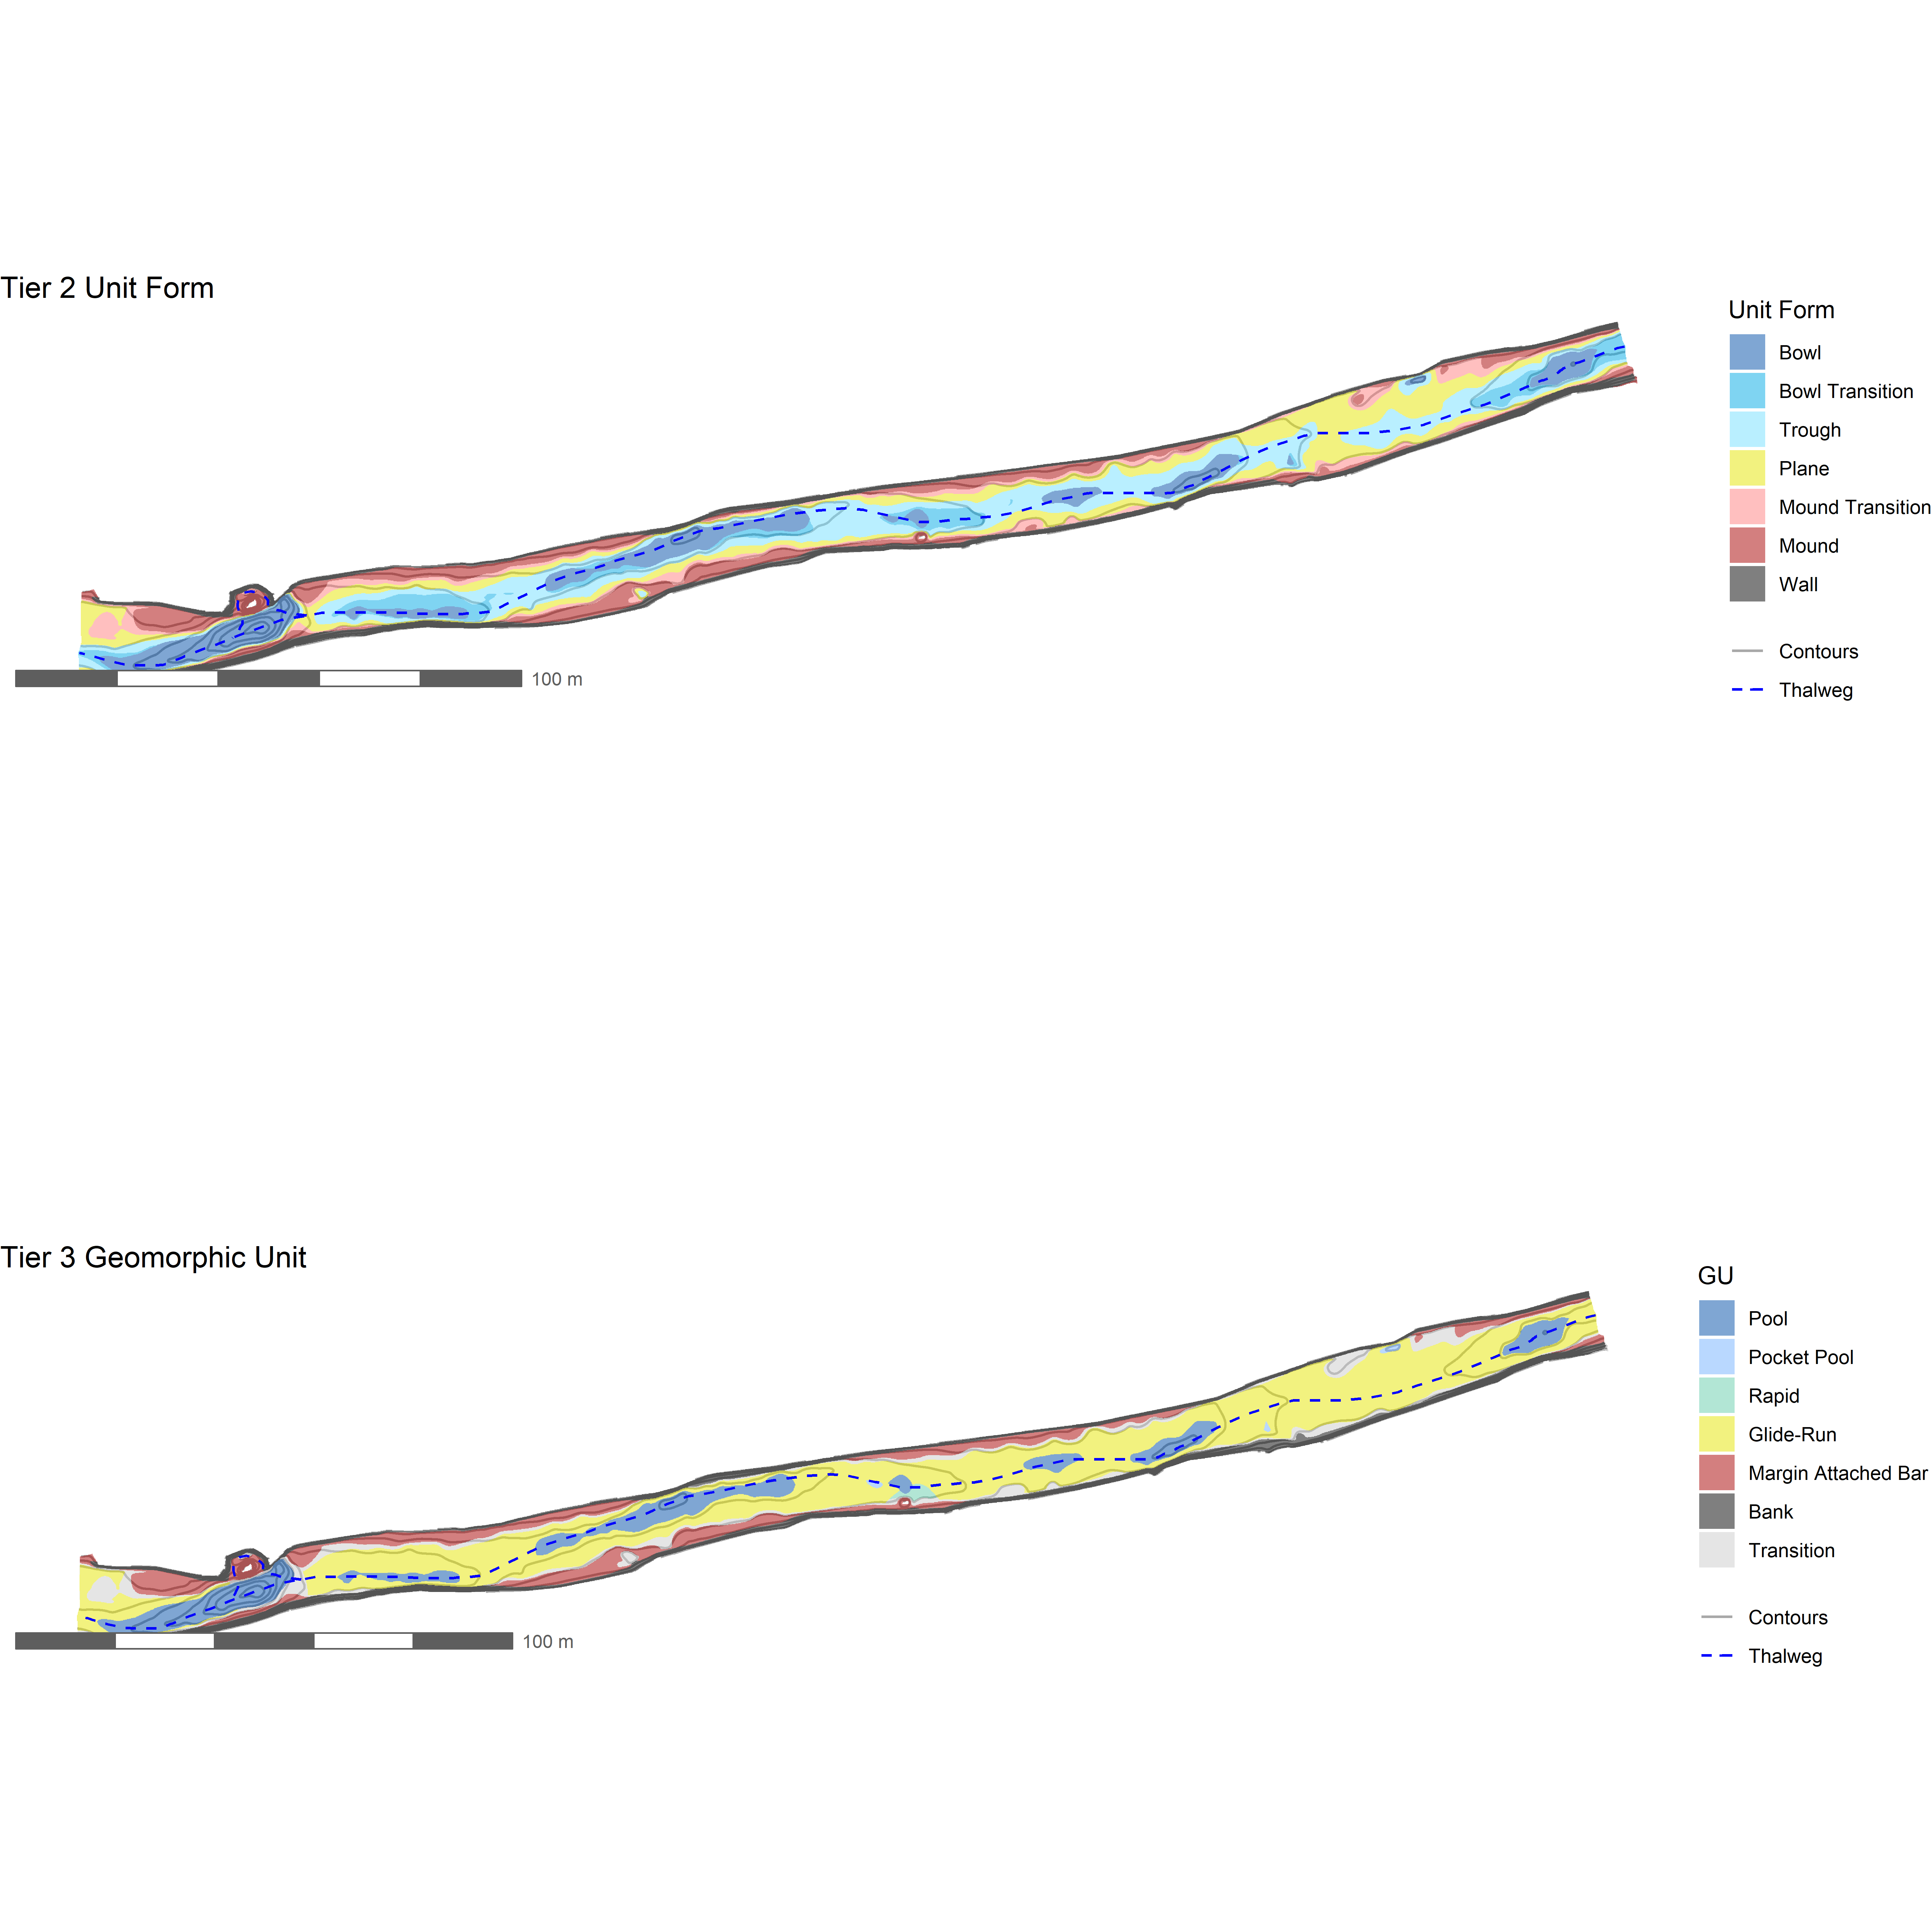 Tier 2 Unit Form
Unit Form
Bowl
Bowl Transition
Trough
Plane
Mound Transition
Mound
Wall
Contours
Thalweg
100 m
Tier 3 Geomorphic Unit
GU
Pool
Pocket Pool
Rapid
Glide-Run
Margin Attached Bar
Bank
Transition
Contours
Thalweg
100 m